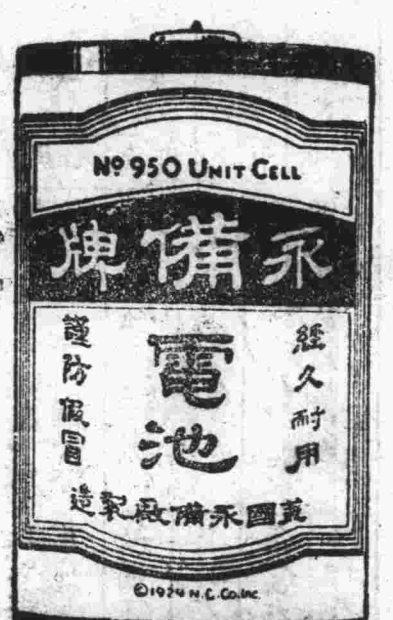 Nº 950 UNIT CELL
永備牌
經久耐用
電池
謹防假冒
美國永備廠製造
©1924 N.C.Co.Inc.